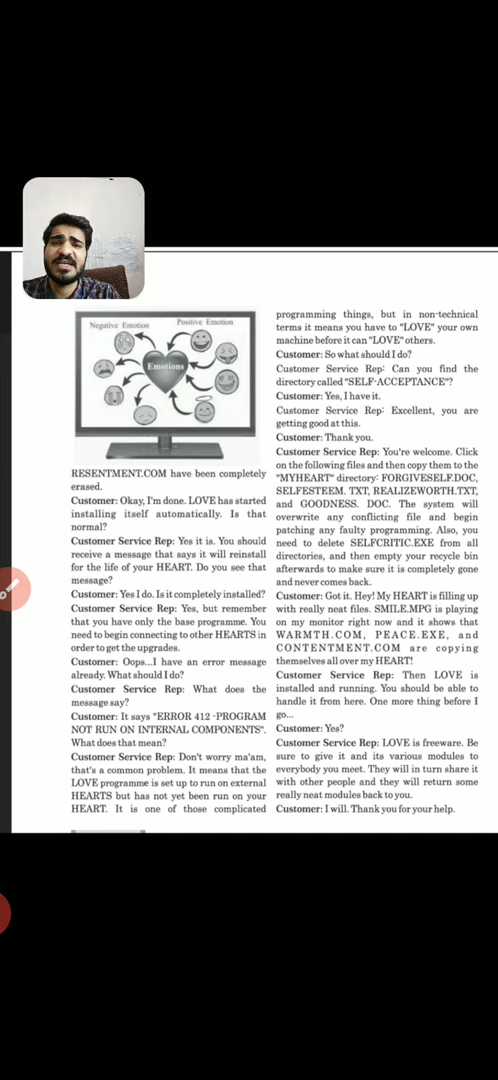 Negative Emotion
Positive Emotion
Emotions
RESENTMENT.COM have been completely
erased.
Customer: Okay, I'm done. LOVE has started
installing itself automatically. Is that
normal?
Customer Service Rep: Yes it is. You should
receive a message that says it will reinstall
for the life of your HEART. Do you see that
message?
Customer: Yes I do. Is it completely installed?
Customer Service Rep: Yes, but remember
that you have only the base programme. You
need to begin connecting to other HEARTS in
order to get the upgrades.
Customer: Oops...I have an error message
already. What should I do?
Customer Service Rep: What does the
message say?
Customer: It says "ERROR 412 -PROGRAM
NOT RUN ON INTERNAL COMPONENTS".
What does that mean?
Customer Service Rep: Don't worry ma'am,
that's a common problem. It means that the
LOVE programme is set up to run on external
HEARTS but has not yet been run on your
HEART. It is one of those complicated
programming things, but in non-technical
terms it means you have to "LOVE" your own
machine before it can "LOVE" others.
Customer: So what should I do?
Customer Service Rep: Can you find the
directory called "SELF-ACCEPTANCE"?
Customer: Yes, I have it.
Customer Service Rep: Excellent, you are
getting good at this.
Customer: Thank you.
Customer Service Rep: You're welcome. Click
on the following files and then copy them to the
"MYHEART" directory: FORGIVESELF.DOC,
SELFESTEEM. TXT, REALIZEWORTH.TXT,
and GOODNESS. DOC. The system will
overwrite any conflicting file and begin
patching any faulty programming. Also, you
need to delete SELFCRITIC.EXE from all
directories, and then empty your recycle bin
afterwards to make sure it is completely gone
and never comes back.
Customer: Got it. Hey! My HEART is filling up
with really neat files. SMILE.MPG is playing
on my monitor right now and it shows that
WARMTH.COM, PEACE.EXE, and
CONTENTMENT.COM are copying
themselves all over my HEART!
Customer Service Rep: Then LOVE is
installed and running. You should be able to
handle it from here. One more thing before I
go...
Customer: Yes?
Customer Service Rep: LOVE is freeware. Be
sure to give it and its various modules to
everybody you meet. They will in turn share it
with other people and they will return some
really neat modules back to you.
Customer: I will. Thank you for your help.